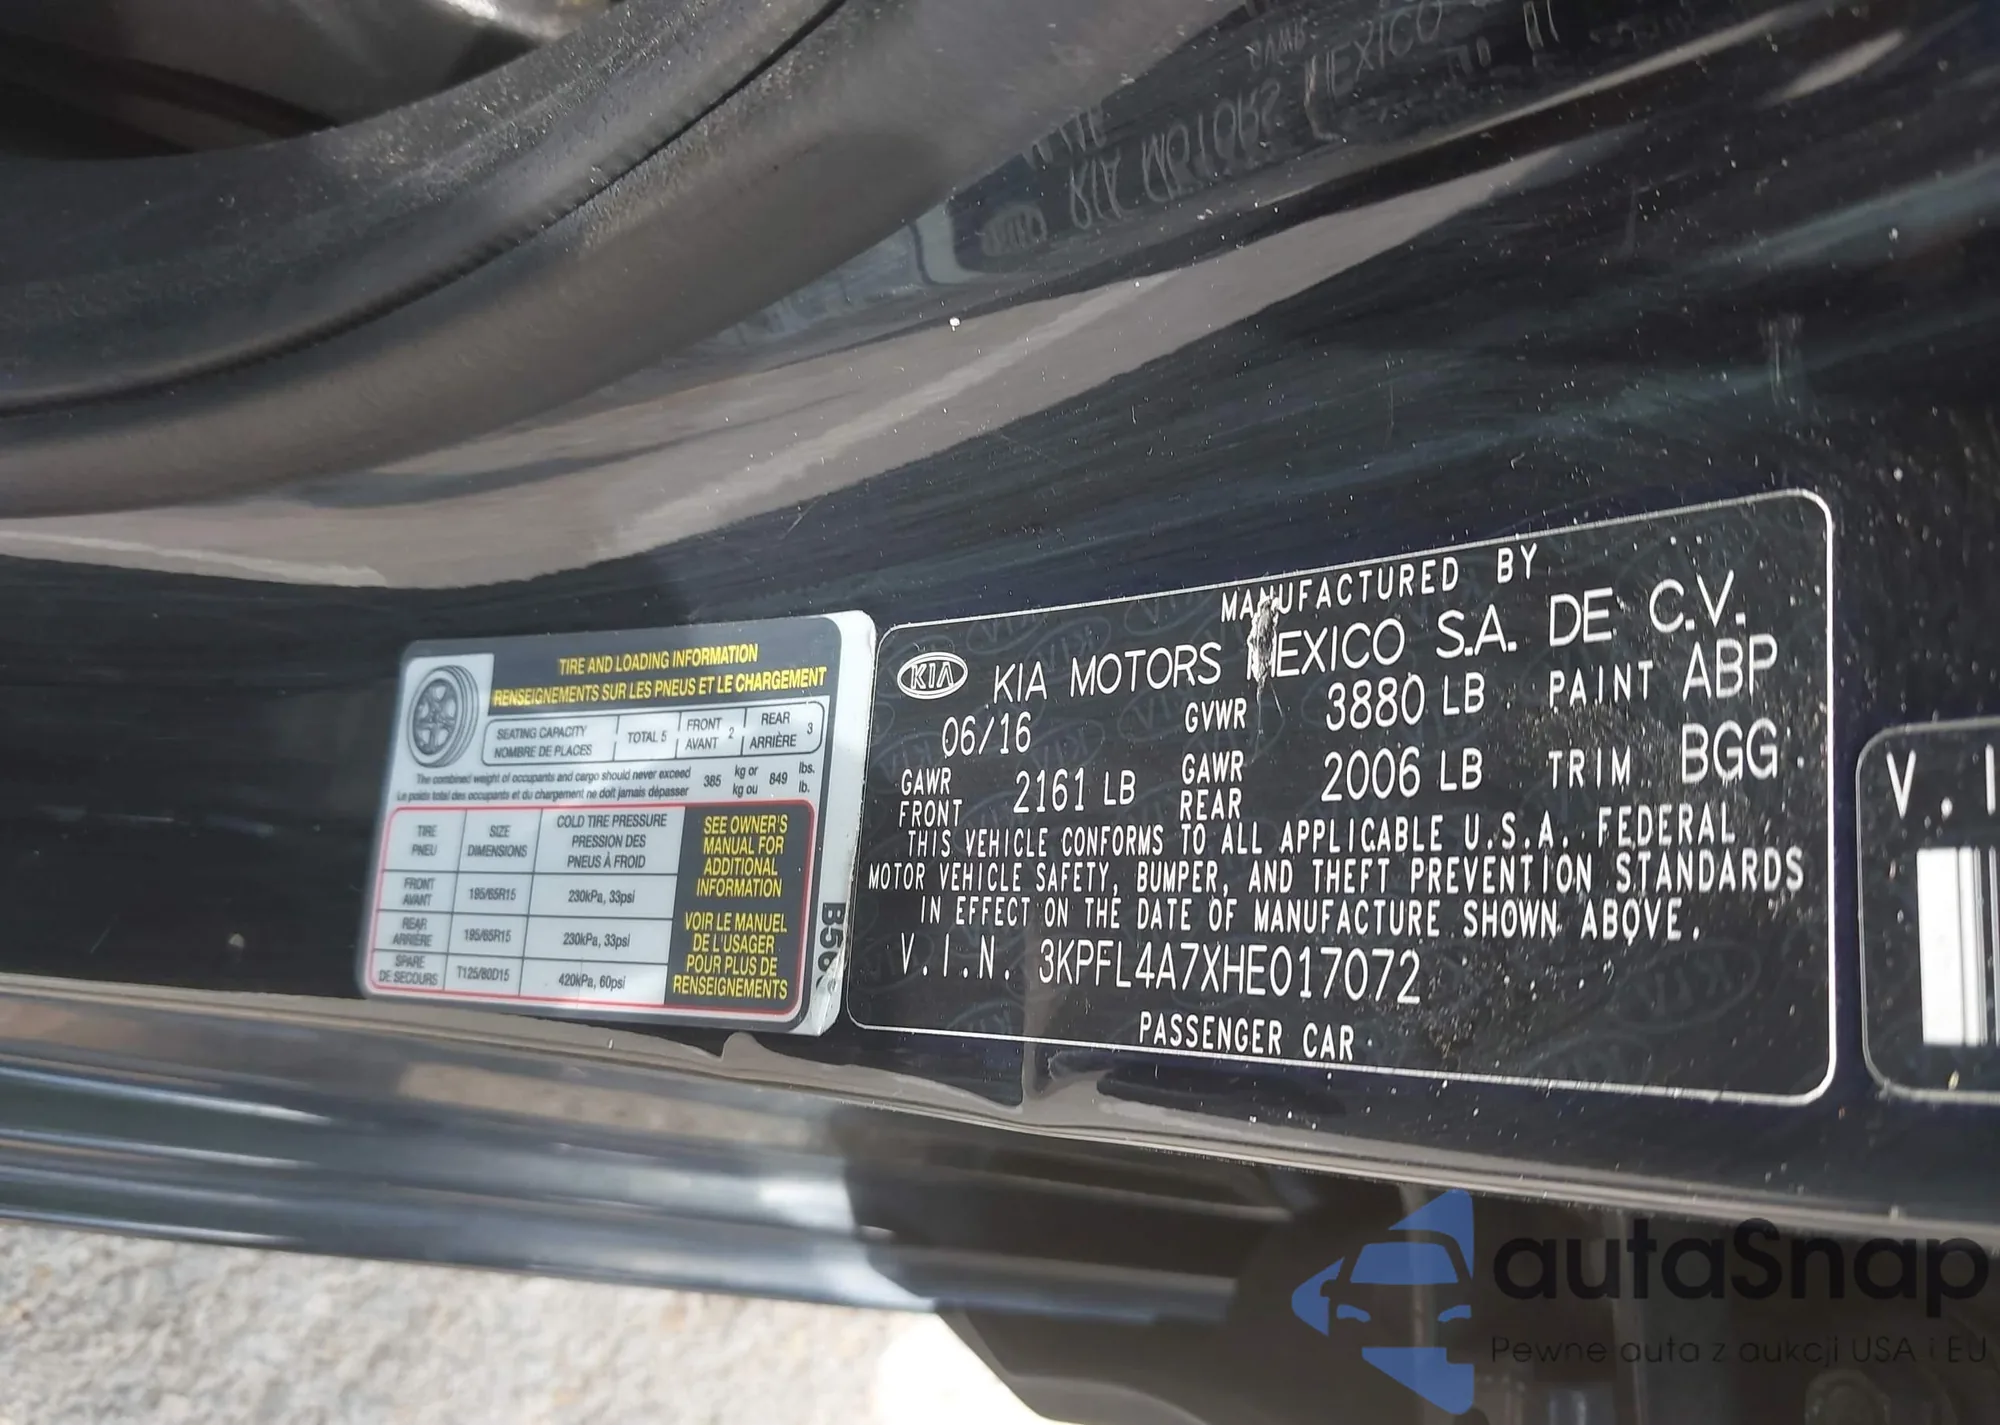 TIRE AND LOADING INFORMATION
RENSEIGNEMENTS SUR LES PNEUS ET LE CHARGEMENT
SEATING CAPACITY
NOMBRE DE PLACES
TOTAL 5
FRONT
AVANT
2
REAR
ARRIÈRE
3
The combined weight of occupants and cargo should never exceed 385 kg or 849 lbs.
Le poids total des occupants et du chargement ne doit jamais dépasser kg ou lb.
TIRE
PNEU
SIZE
DIMENSIONS
COLD TIRE PRESSURE
PRESSION DES
PNEUS À FROID
FRONT
AVANT
195/65R15
230kPa, 33psi
REAR
ARRIÈRE
195/65R15
230kPa, 33psi
SPARE
DE SECOURS
T125/80D15
420kPa, 60psi
SEE OWNER'S
MANUAL FOR
ADDITIONAL
INFORMATION
VOIR LE MANUEL
DE L'USAGER
POUR PLUS DE
RENSEIGNEMENTS
MANUFACTURED BY
KIA KIA MOTORS MEXICO S.A. DE C.V.
06/16 GVWR 3880 LB PAINT ABP
GAWR
FRONT
2161 LB
GAWR
REAR
2006 LB TRIM BGG
THIS VEHICLE CONFORMS TO ALL APPLICABLE U.S.A. FEDERAL
MOTOR VEHICLE SAFETY, BUMPER, AND THEFT PREVENTION STANDARDS
IN EFFECT ON THE DATE OF MANUFACTURE SHOWN ABOVE.
V.I.N. 3KPFL4A7XHE017072
PASSENGER CAR
autaSnap
Pewne auta z aukcji USA i EU